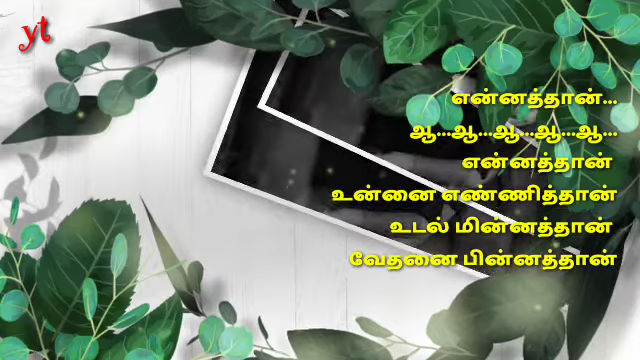 yt
என்னத்தான்...
ஆ...ஆ...ஆ...ஆ...ஆ...
என்னத்தான்
உன்னை எண்ணித்தான்
உடல் மின்னத்தான்
வேதனை பின்னத்தான்